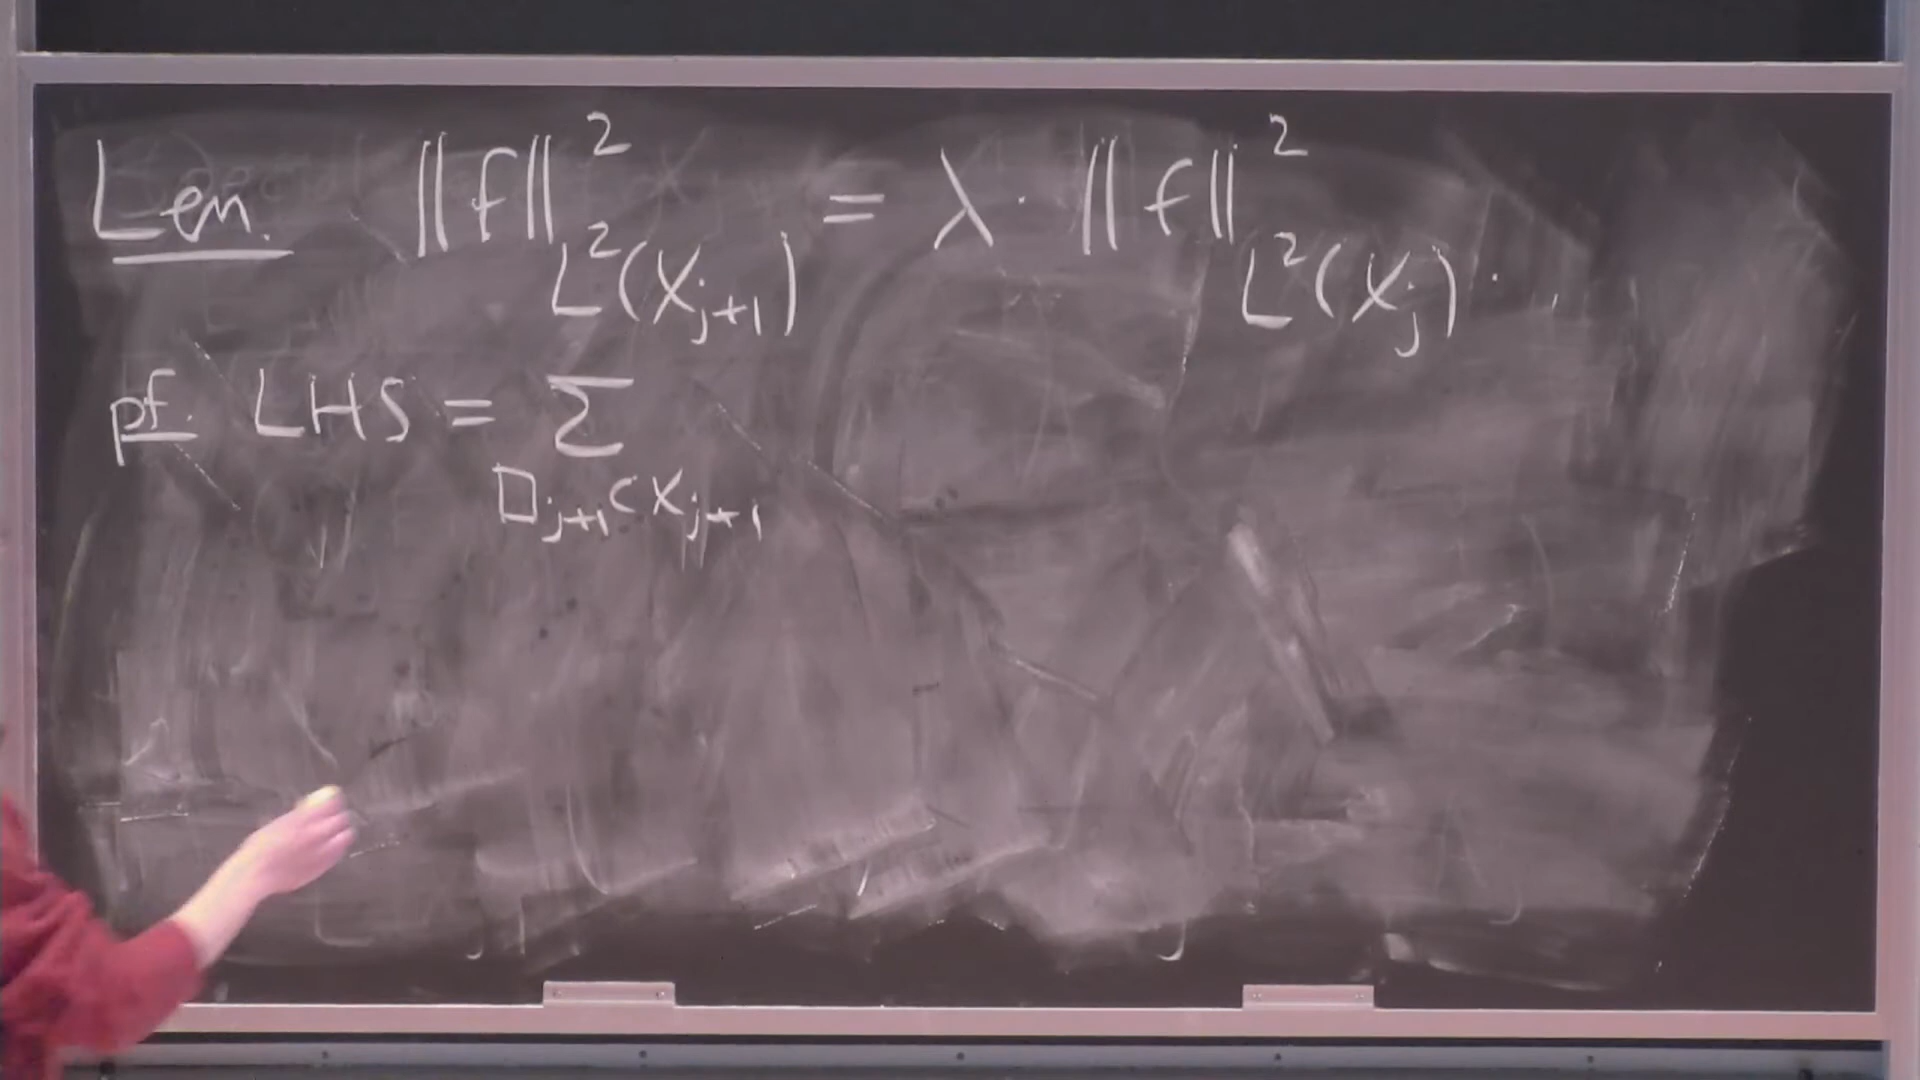 Lem. ||f||²_{L²(X_{j+1})} = λ · ||f||²_{L²(X_j)}.
pf. LHS = Σ_{□_{j+1} ⊂ X_{j+1}}